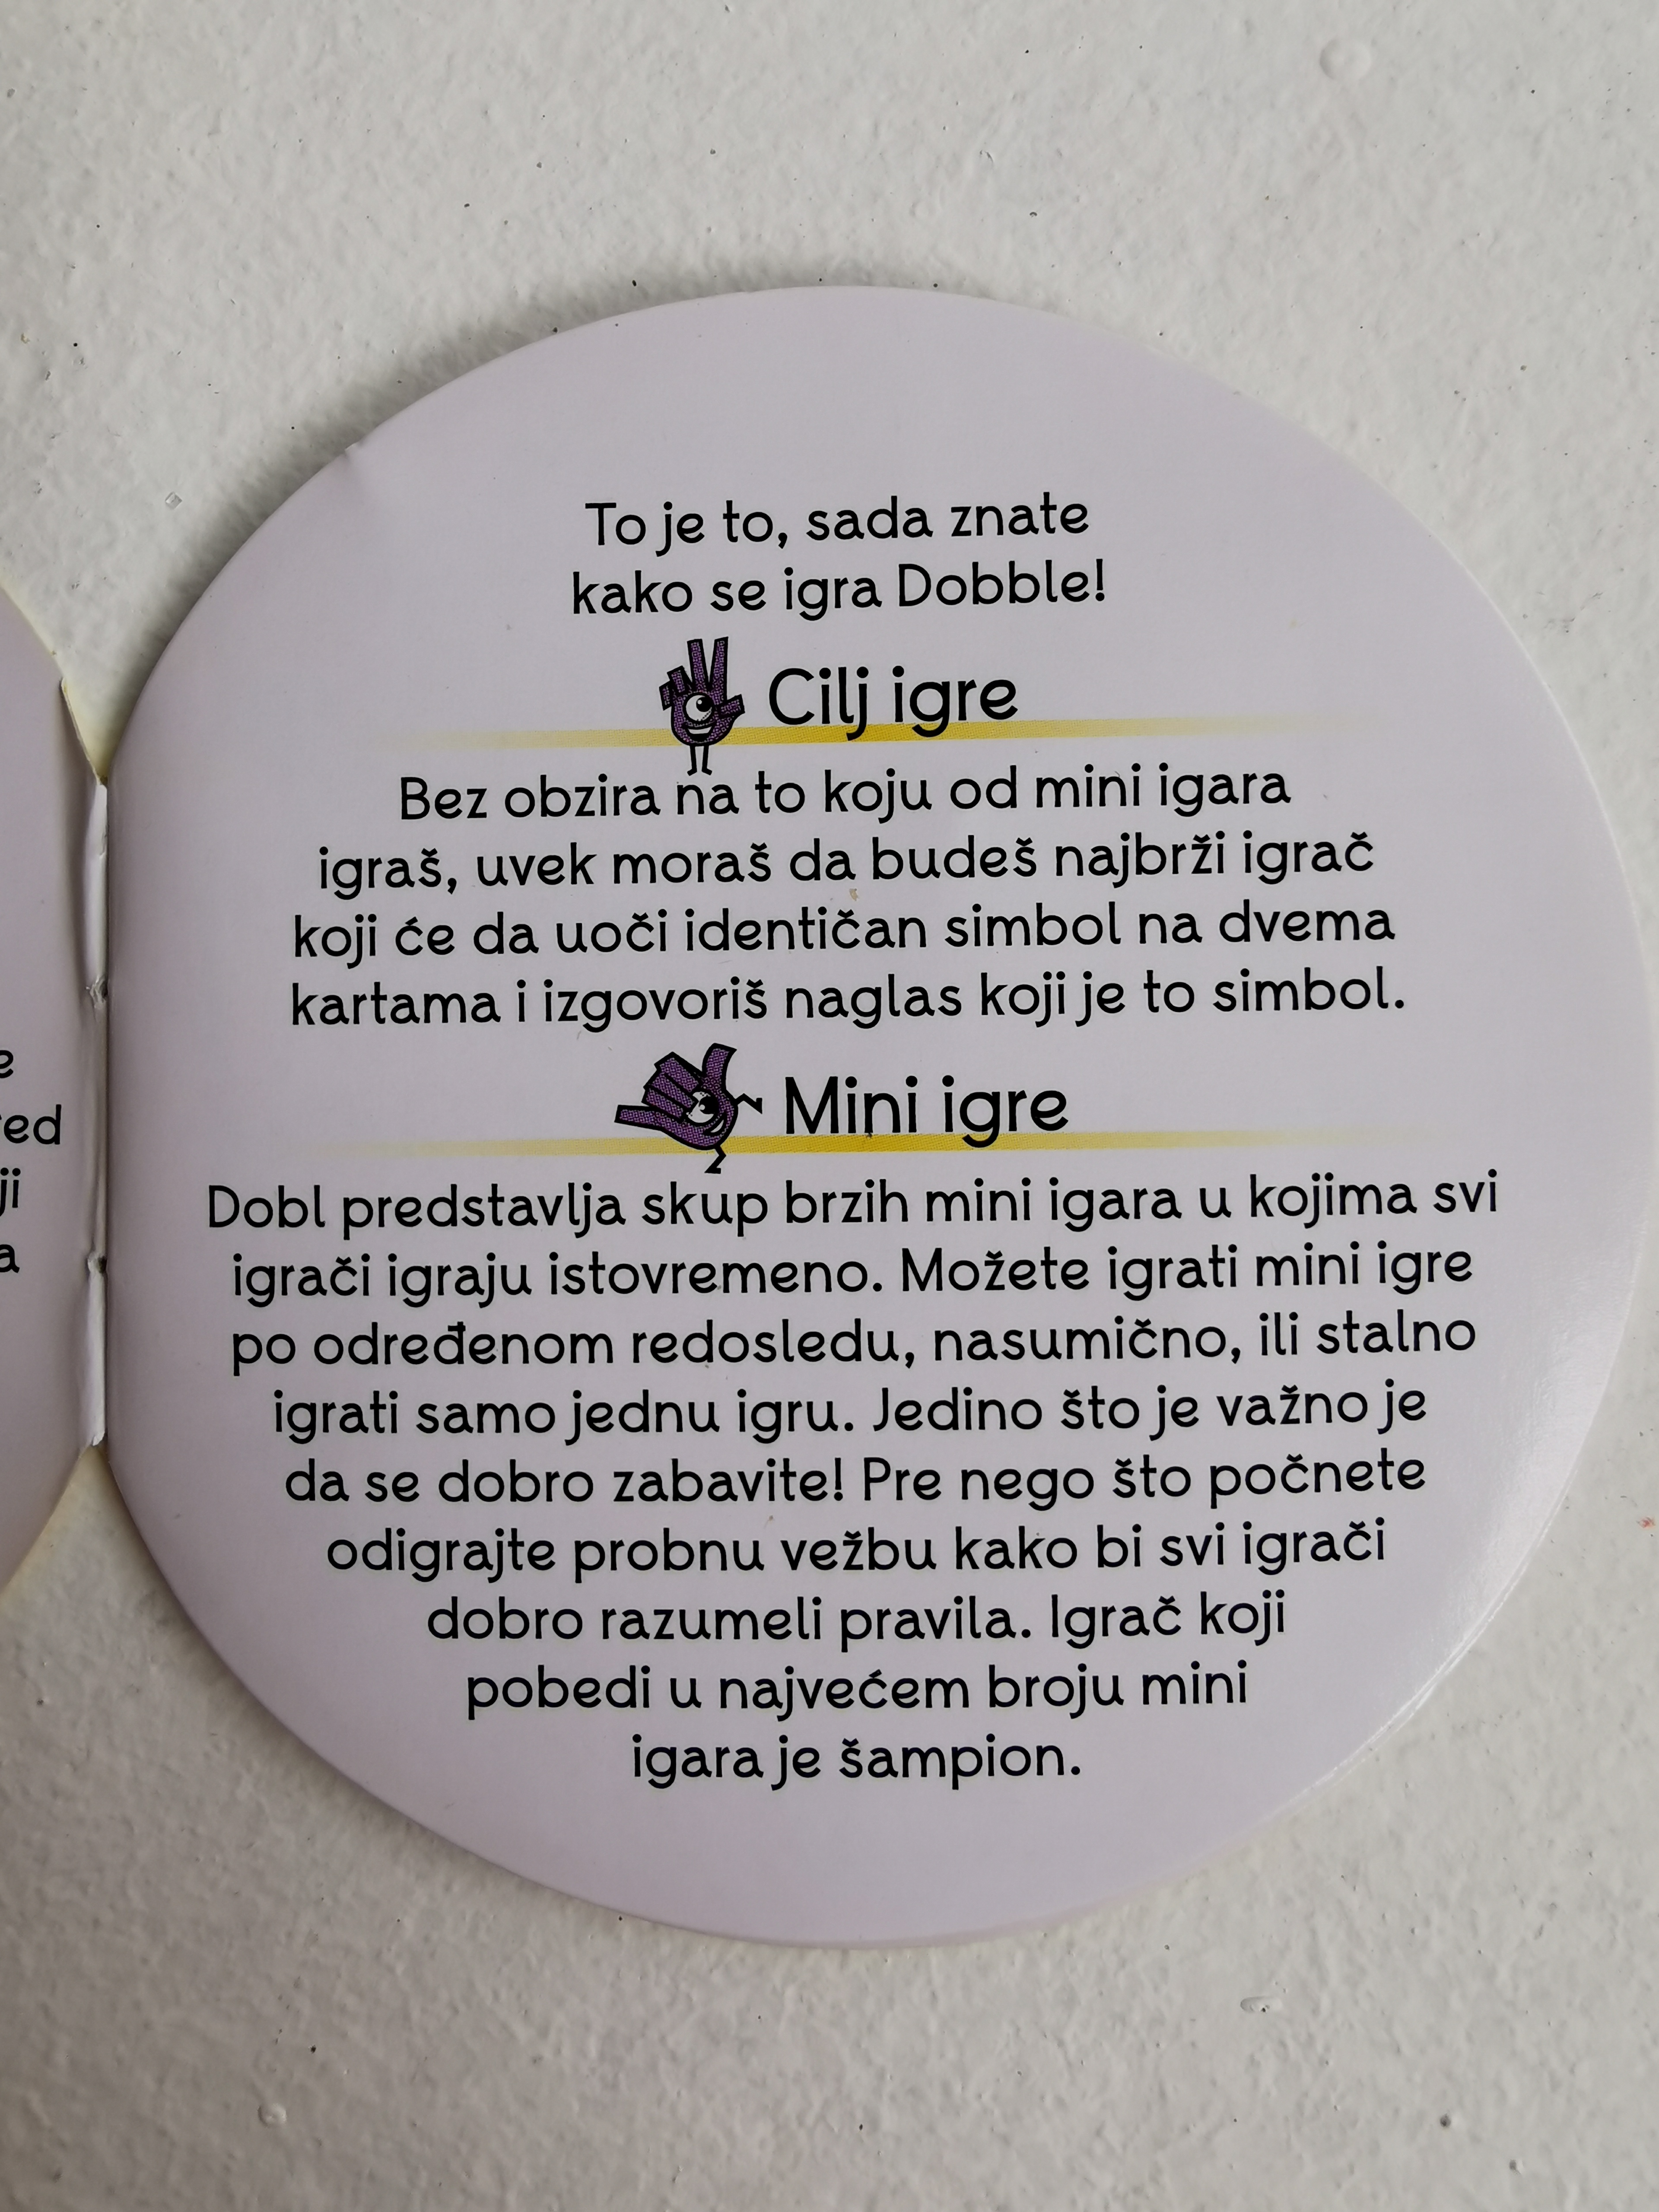 To je to, sada znate
kako se igra Dobble!
Cilj igre
Bez obzira na to koju od mini igara
igraš, uvek moraš da budeš najbrži igrač
koji će da uoči identičan simbol na dvema
kartama i izgovoriš naglas koji je to simbol.
Mini igre
Dobl predstavlja skup brzih mini igara u kojima svi
igrači igraju istovremeno. Možete igrati mini igre
po određenom redosledu, nasumično, ili stalno
igrati samo jednu igru. Jedino što je važno je
da se dobro zabavite! Pre nego što počnete
odigrajte probnu vežbu kako bi svi igrači
dobro razumeli pravila. Igrač koji
pobedi u najvećem broju mini
igara je šampion.